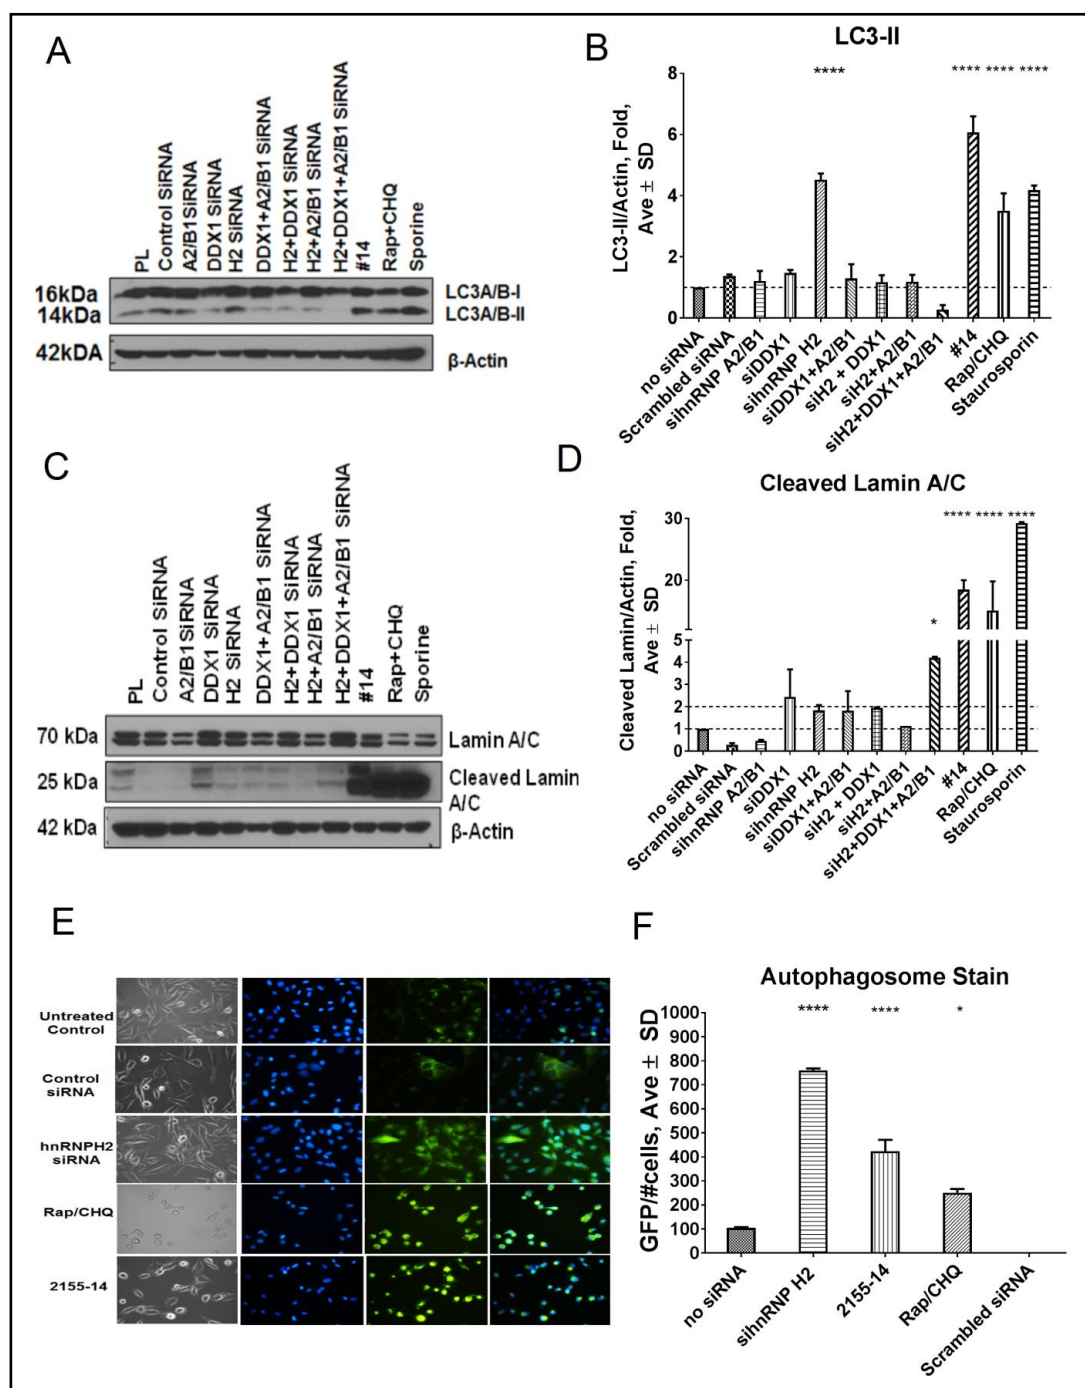 A
PL
Control SiRNA
A2/B1SiRNA
DDX1 SiRNA
H2 SiRNA
DDX1+A2/B1 SiRNA
H2+DDX1 SiRNA
H2+A2/B1 SiRNA
H2+DDX1+A2/B1 SiRNA
#14
Rap+CHQ
Sporine
16kDa
14kDa
42kDA
LC3A/B-I
LC3A/B-II
β-Actin
B
LC3-II
**** **** **** ****
LC3-II/Actin, Fold,
Ave ± SD
8
6
4
2
0
no siRNA
Scrambled siRNA
sihnRNP A2/B1
siDDX1
sihnRNP H2
siDDX1+A2/B1
siH2 + DDX1
siH2+A2/B1
siH2+DDX1+A2/B1
#14
Rap/CHQ
Staurosporin
C
PL
Control SiRNA
A2/B1SiRNA
DDX1 SiRNA
H2 SiRNA
DDX1+A2/B1 SiRNA
H2+DDX1 SiRNA
H2+A2/B1 SiRNA
H2+DDX1+A2/B1 SiRNA
#14
Rap+CHQ
Sporine
70 kDa
25 kDa
42 kDa
Lamin A/C
Cleaved Lamin
A/C
β-Actin
D
Cleaved Lamin A/C
* **** **** ****
Cleaved Lamin/Actin, Fold,
Ave ± SD
30
20
5
4
3
2
1
0
no siRNA
Scrambled siRNA
sihnRNP A2/B1
siDDX1
sihnRNP H2
siDDX1+A2/B1
siH2 + DDX1
siH2+A2/B1
siH2+DDX1+A2/B1
#14
Rap/CHQ
Staurosporin
E
Untreated
Control
Control
siRNA
hnRNPH2
siRNA
Rap/CHQ
2155-14
F
Autophagosome Stain
**** **** *
GFP/#cells, Ave ± SD
1000
900
800
700
600
500
400
300
200
100
0
no siRNA
sihnRNP H2
2155-14
Rap/CHQ
Scrambled siRNA